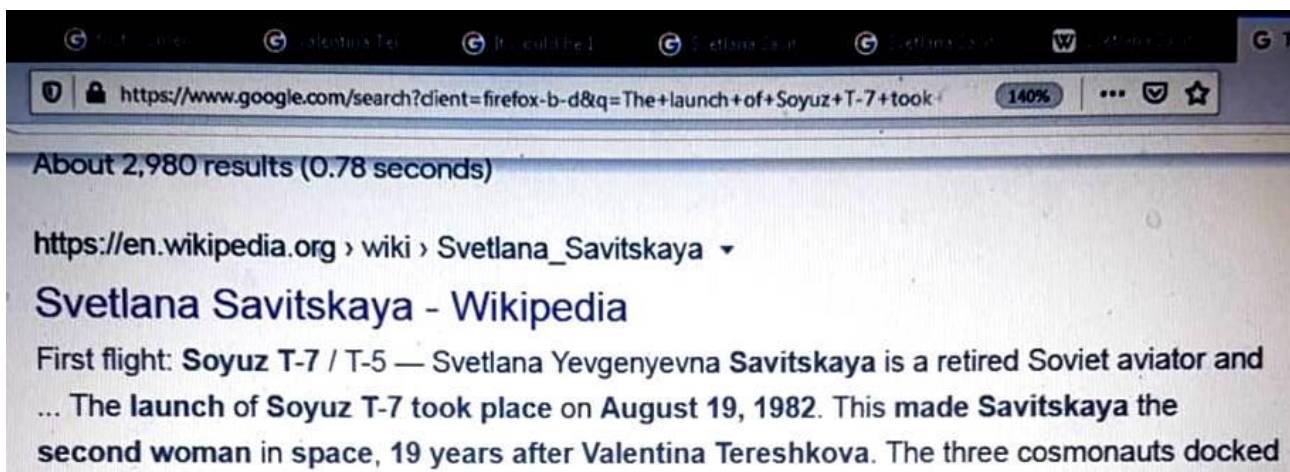 https://www.google.com/search?client=firefox-b-d&q=The+launch+of+Soyuz+T-7+took 140%
About 2,980 results (0.78 seconds)
https://en.wikipedia.org › wiki › Svetlana_Savitskaya
Svetlana Savitskaya - Wikipedia
First flight: Soyuz T-7 / T-5 — Svetlana Yevgenyevna Savitskaya is a retired Soviet aviator and
... The launch of Soyuz T-7 took place on August 19, 1982. This made Savitskaya the
second woman in space, 19 years after Valentina Tereshkova. The three cosmonauts docked